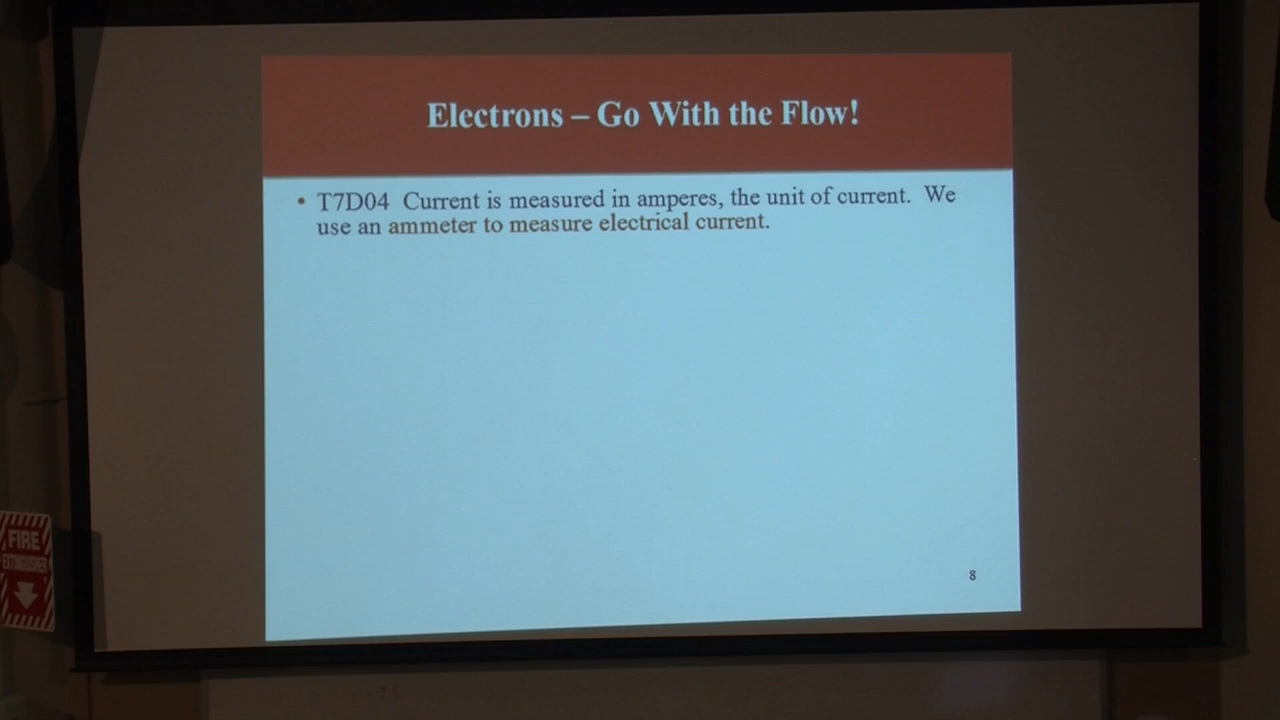 Electrons – Go With the Flow!
• T7D04 Current is measured in amperes, the unit of current. We
use an ammeter to measure electrical current.
8
FIRE
EXTINGUISHER